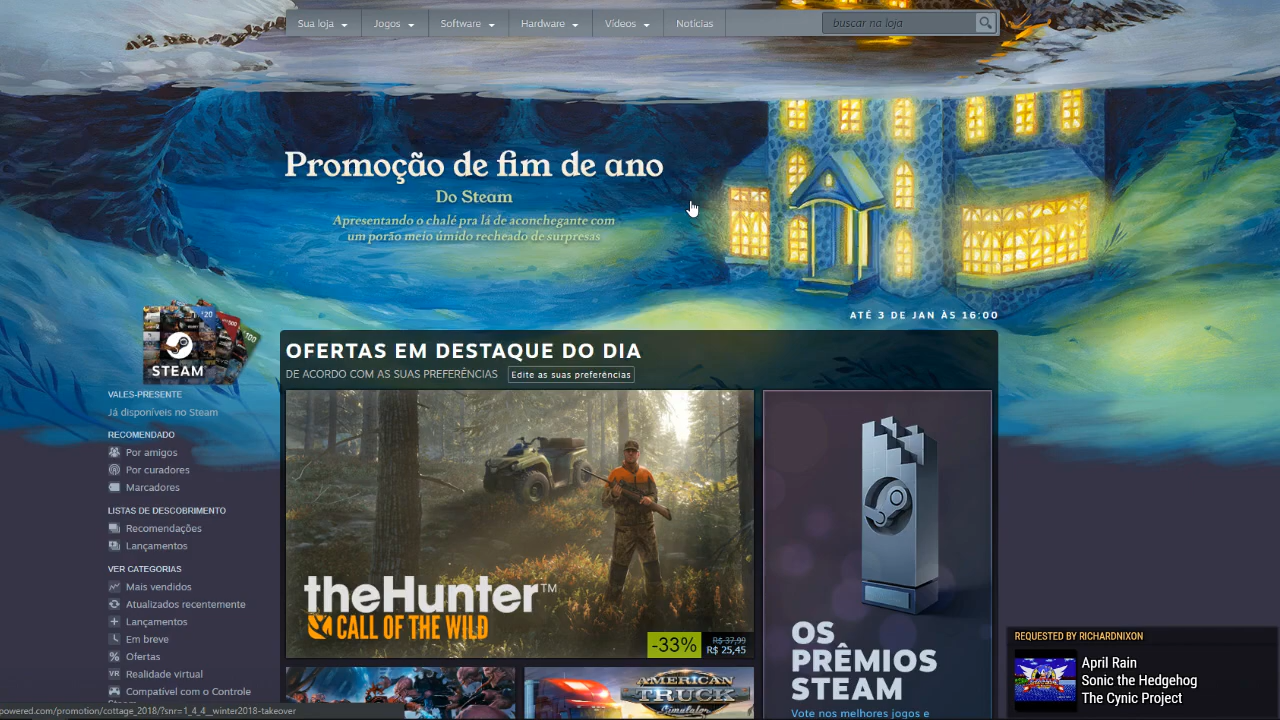 Sua loja
Jogos
Software
Hardware
Vídeos
Notícias
buscar na loja
Promoção de fim de ano
Do Steam
Apresentando o chalé pra lá de aconchegante com
um porão meio úmido recheado de surpresas
ATÉ 3 DE JAN ÀS 16:00
STEAM
VALES-PRESENTE
Já disponíveis no Steam
RECOMENDADO
Por amigos
Por curadores
Marcadores
LISTAS DE DESCOBRIMENTO
Recomendações
Lançamentos
VER CATEGORIAS
Mais vendidos
Atualizados recentemente
Lançamentos
Em breve
Ofertas
VR Realidade virtual
Compatível com o Controle
OFERTAS EM DESTAQUE DO DIA
DE ACORDO COM AS SUAS PREFERÊNCIAS
Edite as suas preferências
theHunter™
CALL OF THE WILD
-33%
R$ 37,99
R$ 25,45
AMERICAN
TRUCK
Simulator
OS
PRÊMIOS
STEAM
Vote nos melhores jogos e
REQUESTED BY RICHARDNIXON
April Rain
Sonic the Hedgehog
The Cynic Project
powered.com/promotion/cottage_2018/?snr=1_4_4__winter2018-takeover